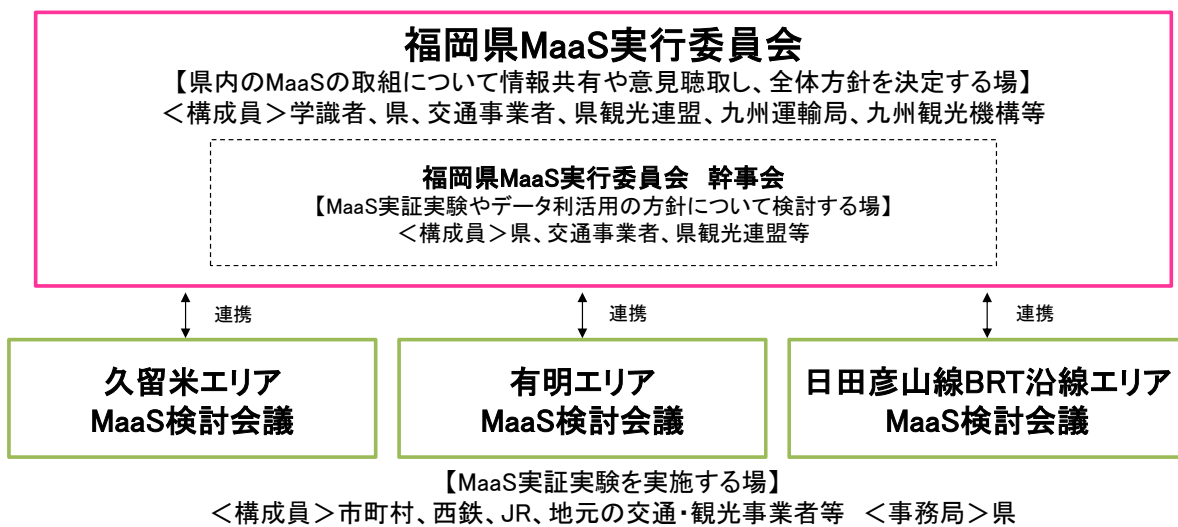 福岡県MaaS実行委員会
【県内のMaaSの取組について情報共有や意見聴取し、全体方針を決定する場】
＜構成員＞学識者、県、交通事業者、県観光連盟、九州運輸局、九州観光機構等
福岡県MaaS実行委員会　幹事会
【MaaS実証実験やデータ利活用の方針について検討する場】
＜構成員＞県、交通事業者、県観光連盟等
連携
連携
連携
久留米エリア
MaaS検討会議
有明エリア
MaaS検討会議
日田彦山線BRT沿線エリア
MaaS検討会議
【MaaS実証実験を実施する場】
＜構成員＞市町村、西鉄、JR、地元の交通・観光事業者等　＜事務局＞県